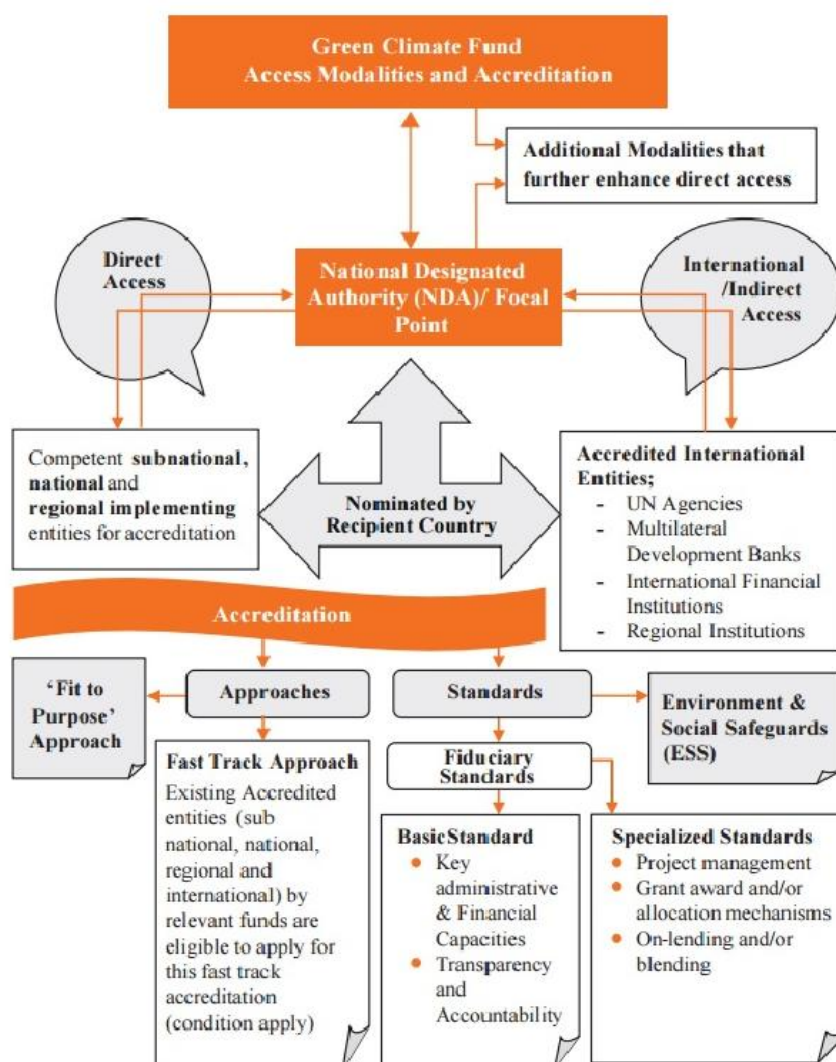 Green Climate Fund
Access Modalities and Accreditation
Additional Modalities that
further enhance direct access
Direct
Access
National Designated
Authority (NDA)/ Focal
Point
International
/Indirect
Access
Competent subnational,
national and
regional implementing
entities for accreditation
Nominated by
Recipient Country
Accredited International
Entities;
- UN Agencies
- Multilateral
Development Banks
- International Financial
Institutions
- Regional Institutions
Accreditation
‘Fit to
Purpose’
Approach
Approaches
Standards
Environment &
Social Safeguards
(ESS)
Fast Track Approach
Existing Accredited
entities (sub
national, national,
regional and
international) by
relevant funds are
eligible to apply for
this fast track
accreditation
(condition apply)
Fiduciary
Standards
Basic Standard
● Key
administrative
& Financial
Capacities
● Transparency
and
Accountability
Specialized Standards
● Project management
● Grant award and/or
allocation mechanisms
● On-lending and/or
blending